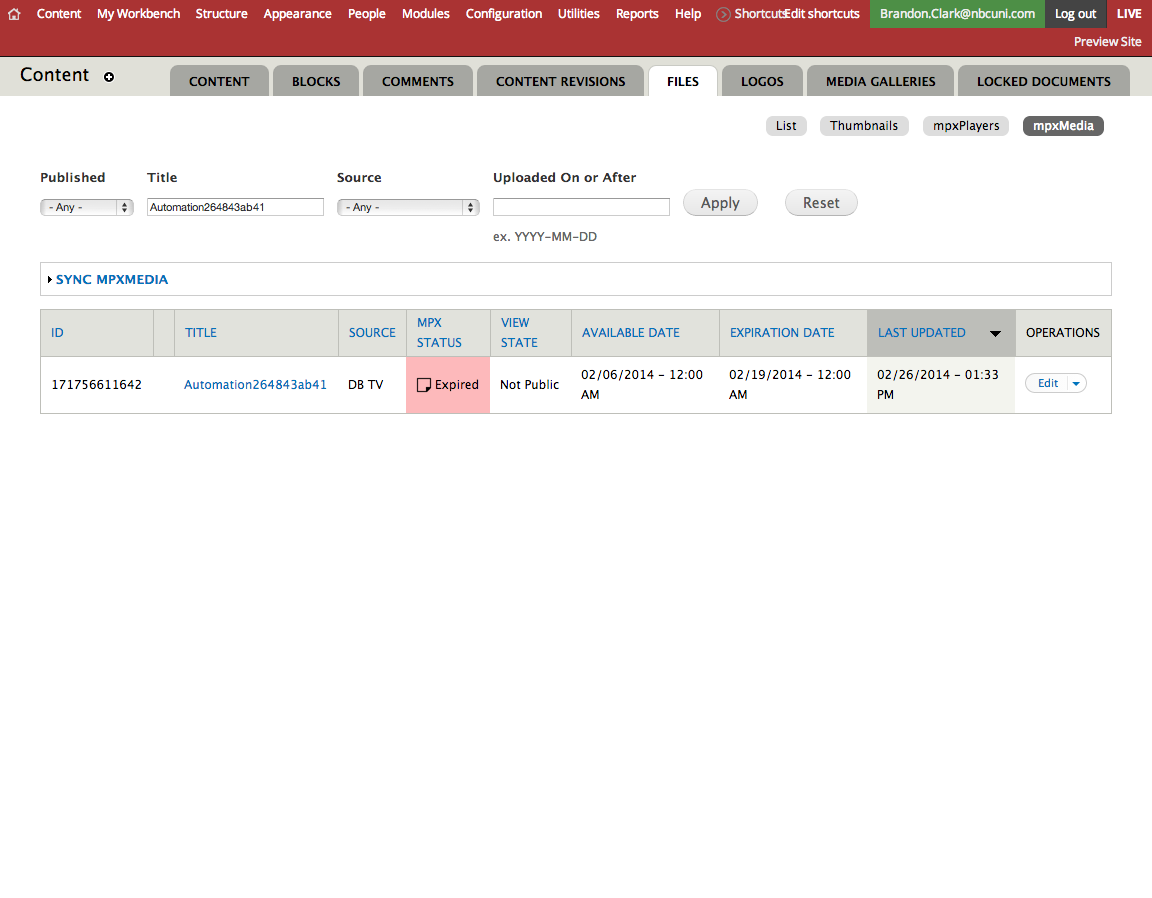 Content My Workbench Structure Appearance People Modules Configuration Utilities Reports Help Shortcuts Edit shortcuts Brandon.Clark@nbcuni.com Log out LIVE
Preview Site
Content CONTENT BLOCKS COMMENTS CONTENT REVISIONS FILES LOGOS MEDIA GALLERIES LOCKED DOCUMENTS
List Thumbnails mpxPlayers mpxMedia
Published Title Source Uploaded On or After
- Any - Automation264843ab41 - Any - Apply Reset
ex. YYYY-MM-DD
SYNC MPXMEDIA
ID TITLE SOURCE MPX STATUS VIEW STATE AVAILABLE DATE EXPIRATION DATE LAST UPDATED OPERATIONS
171756611642 Automation264843ab41 DB TV Expired Not Public 02/06/2014 - 12:00 AM 02/19/2014 - 12:00 AM 02/26/2014 - 01:33 PM Edit